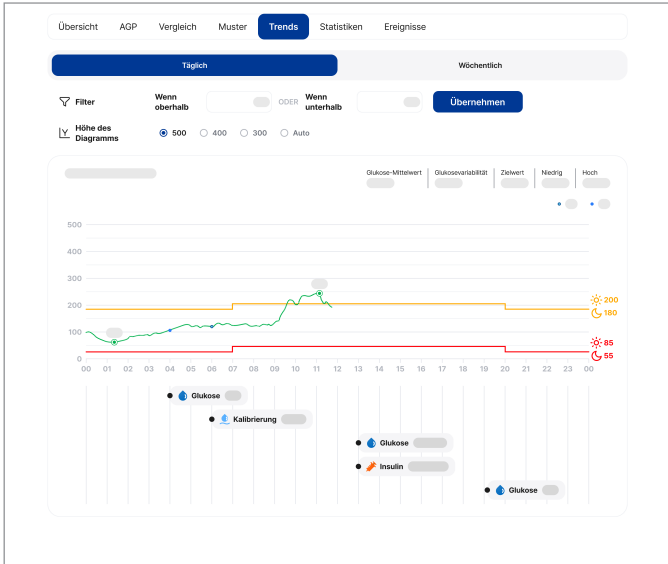 Übersicht AGP Vergleich Muster Trends Statistiken Ereignisse
Täglich Wöchentlich
Filter Wenn oberhalb ODER Wenn unterhalb Übernehmen
Höhe des Diagramms 500 400 300 Auto
Glukose-Mittelwert Glukosevariabilität Zielwert Niedrig Hoch
500
400
300
200 200
180
100
85
0 55
00 01 02 03 04 05 06 07 08 09 10 11 12 13 14 15 16 17 18 19 20 21 22 23 00
Glukose
Kalibrierung
Glukose
Insulin
Glukose